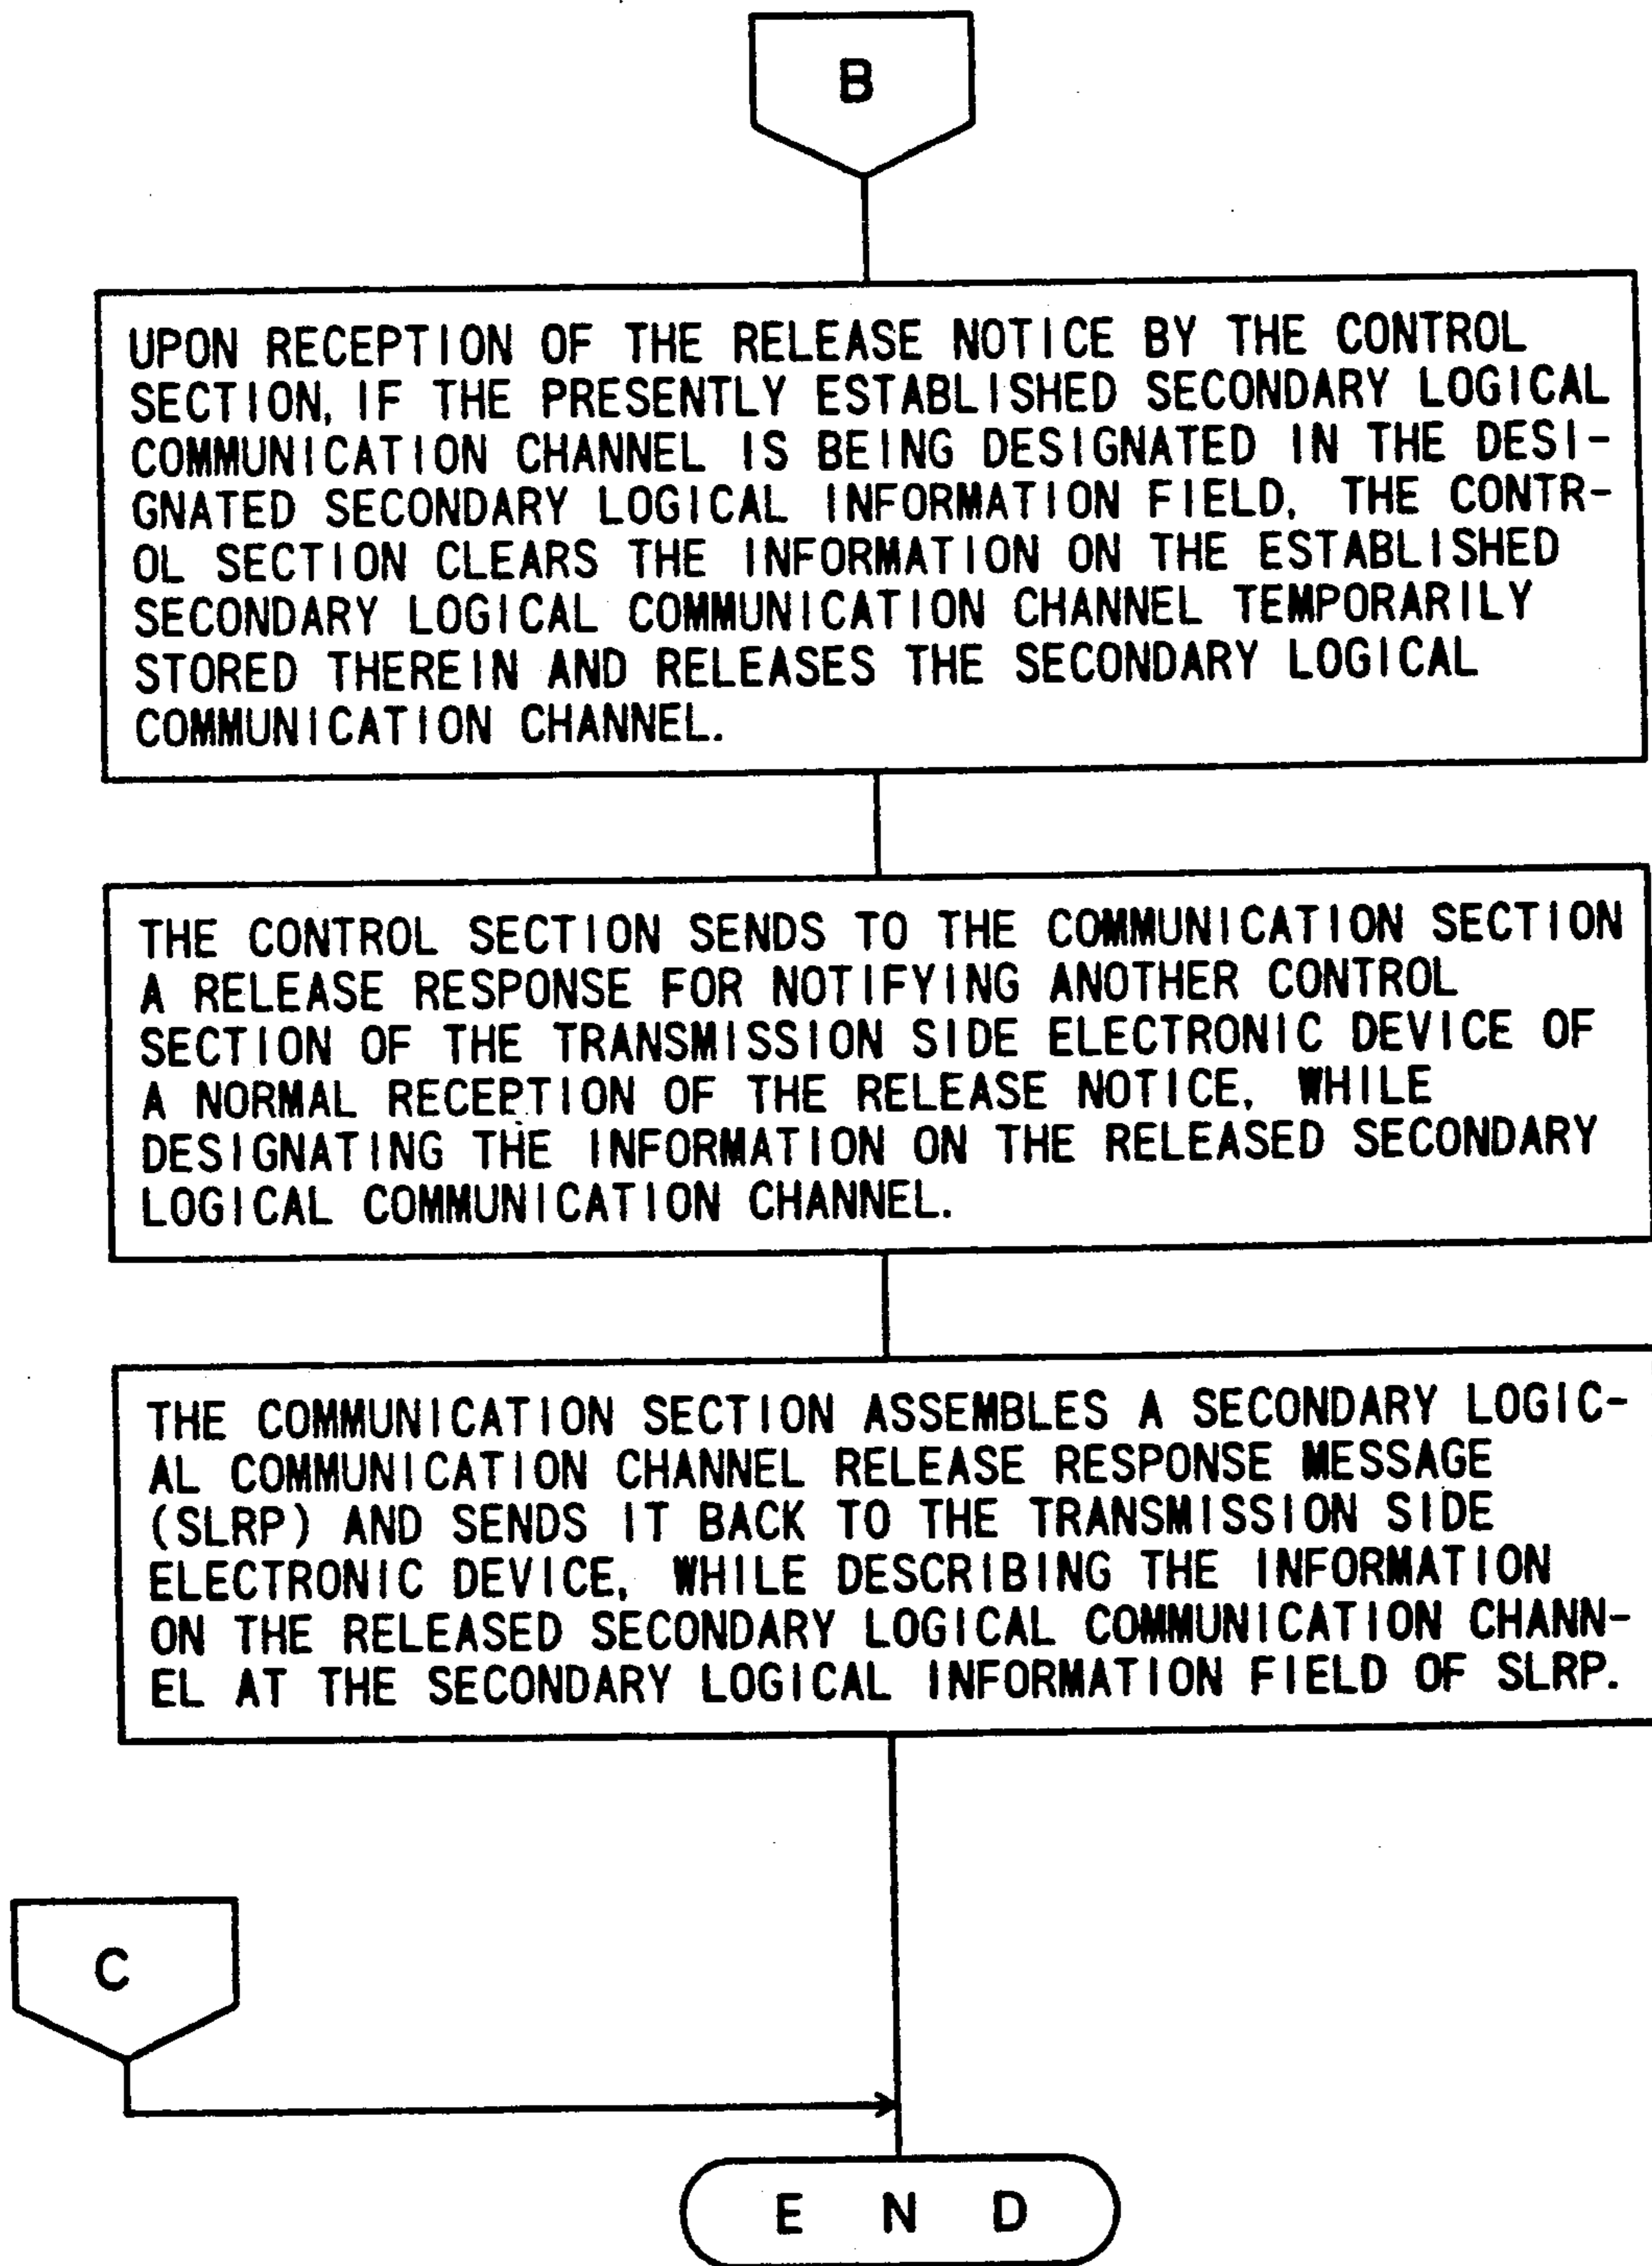 B
UPON RECEPTION OF THE RELEASE NOTICE BY THE CONTROL
SECTION, IF THE PRESENTLY ESTABLISHED SECONDARY LOGICAL
COMMUNICATION CHANNEL IS BEING DESIGNATED IN THE DESI-
GNATED SECONDARY LOGICAL INFORMATION FIELD, THE CONTR-
OL SECTION CLEARS THE INFORMATION ON THE ESTABLISHED
SECONDARY LOGICAL COMMUNICATION CHANNEL TEMPORARILY
STORED THEREIN AND RELEASES THE SECONDARY LOGICAL
COMMUNICATION CHANNEL.
THE CONTROL SECTION SENDS TO THE COMMUNICATION SECTION
A RELEASE RESPONSE FOR NOTIFYING ANOTHER CONTROL
SECTION OF THE TRANSMISSION SIDE ELECTRONIC DEVICE OF
A NORMAL RECEPTION OF THE RELEASE NOTICE, WHILE
DESIGNATING THE INFORMATION ON THE RELEASED SECONDARY
LOGICAL COMMUNICATION CHANNEL.
THE COMMUNICATION SECTION ASSEMBLES A SECONDARY LOGIC-
AL COMMUNICATION CHANNEL RELEASE RESPONSE MESSAGE
(SLRP) AND SENDS IT BACK TO THE TRANSMISSION SIDE
ELECTRONIC DEVICE, WHILE DESCRIBING THE INFORMATION
ON THE RELEASED SECONDARY LOGICAL COMMUNICATION CHANN-
EL AT THE SECONDARY LOGICAL INFORMATION FIELD OF SLRP.
C
E N D